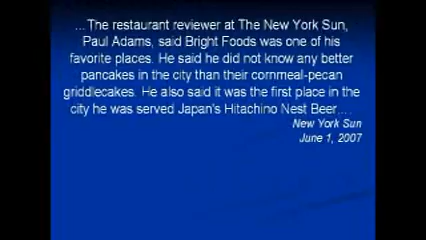 ...The restaurant reviewer at The New York Sun,
Paul Adams, said Bright Foods was one of his
favorite places. He said he did not know any better
pancakes in the city than their cornmeal-pecan
griddlecakes. He also said it was the first place in the
city he was served Japan's Hitachino Nest Beer....
New York Sun
June 1, 2007